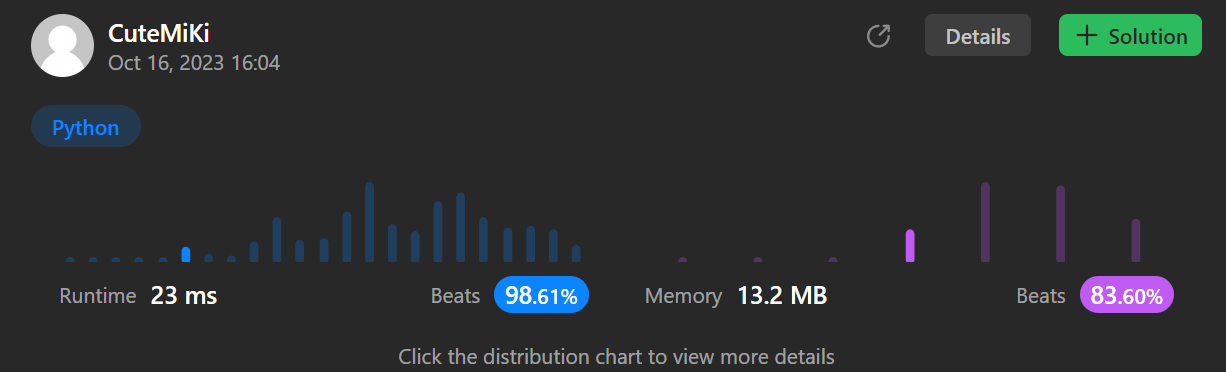 CuteMiKi
Oct 16, 2023 16:04
Details
Solution
Python
Runtime 23 ms Beats 98.61% Memory 13.2 MB Beats 83.60%
Click the distribution chart to view more details